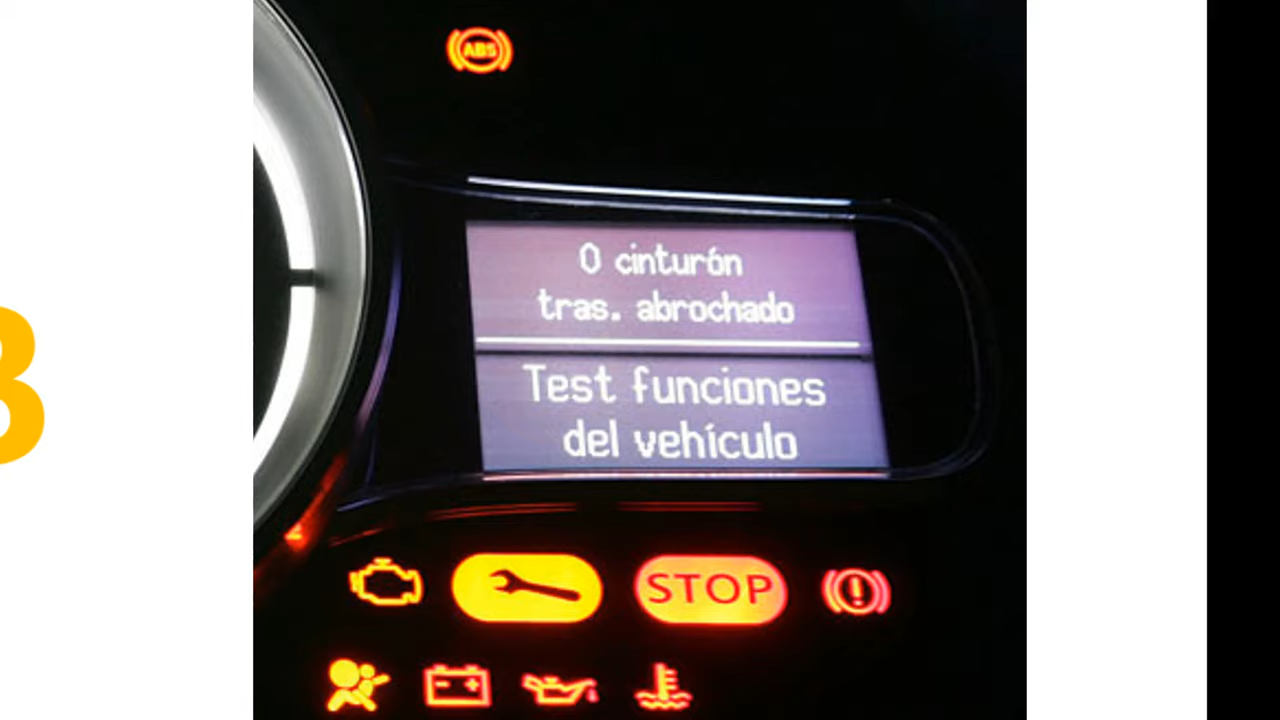 ABS
0 cinturón
tras. abrochado
Test funciones
del vehículo
STOP